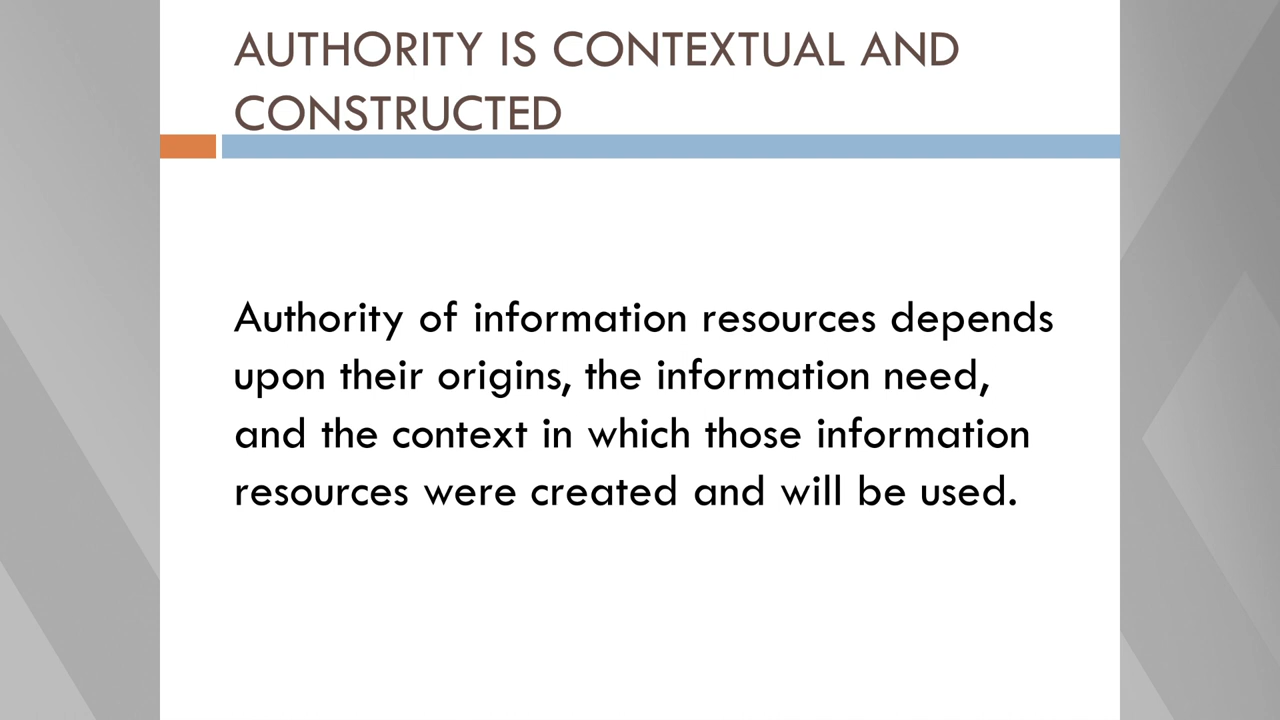 AUTHORITY IS CONTEXTUAL AND
CONSTRUCTED
Authority of information resources depends
upon their origins, the information need,
and the context in which those information
resources were created and will be used.